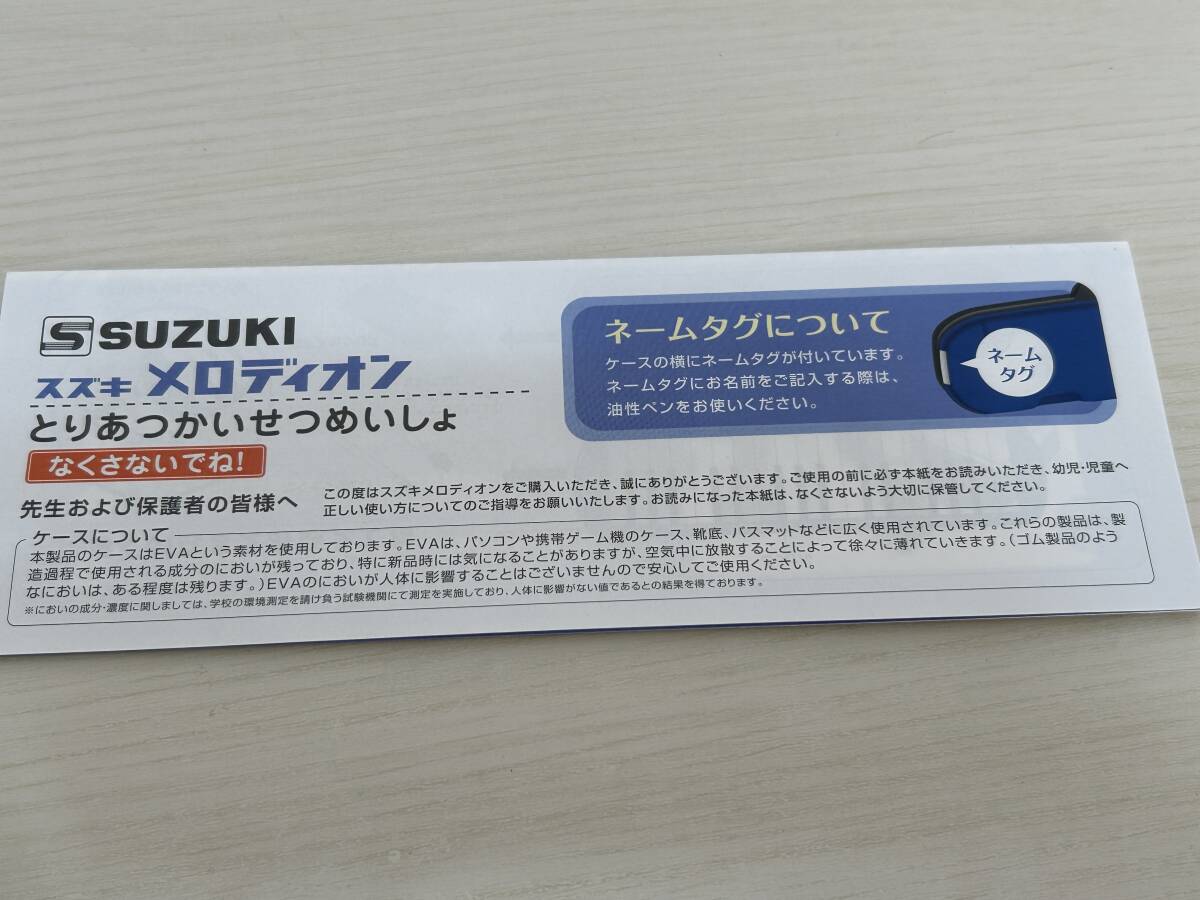 SUZUKI
スズキ メロディオン
とりあつかいせつめいしょ
なくさないでね!
ネームタグについて
ケースの横にネームタグが付いています。
ネームタグにお名前をご記入する際は、
油性ペンをお使いください。
ネーム
タグ
先生および保護者の皆様へ
この度はスズキメロディオンをご購入いただき、誠にありがとうございます。ご使用の前に必ず本紙をお読みいただき、幼児・児童へ
正しい使い方についてのご指導をお願いいたします。お読みになった本紙は、なくさないよう大切に保管してください。
ケースについて
本製品のケースはEVAという素材を使用しております。EVAは、パソコンや携帯ゲーム機のケース、靴底、バスマットなどに広く使用されています。これらの製品は、製
造過程で使用される成分のにおいが残っており、特に新品時には気になることがありますが、空気中に放散することによって徐々に薄れていきます。(ゴム製品のよう
なにおいは、ある程度は残ります。)EVAのにおいが人体に影響することはございませんので安心してご使用ください。
※においの成分・濃度に関しましては、学校の環境測定を請け負う試験機関にて測定を実施しており、人体に影響がない値であるとの結果を得ております。